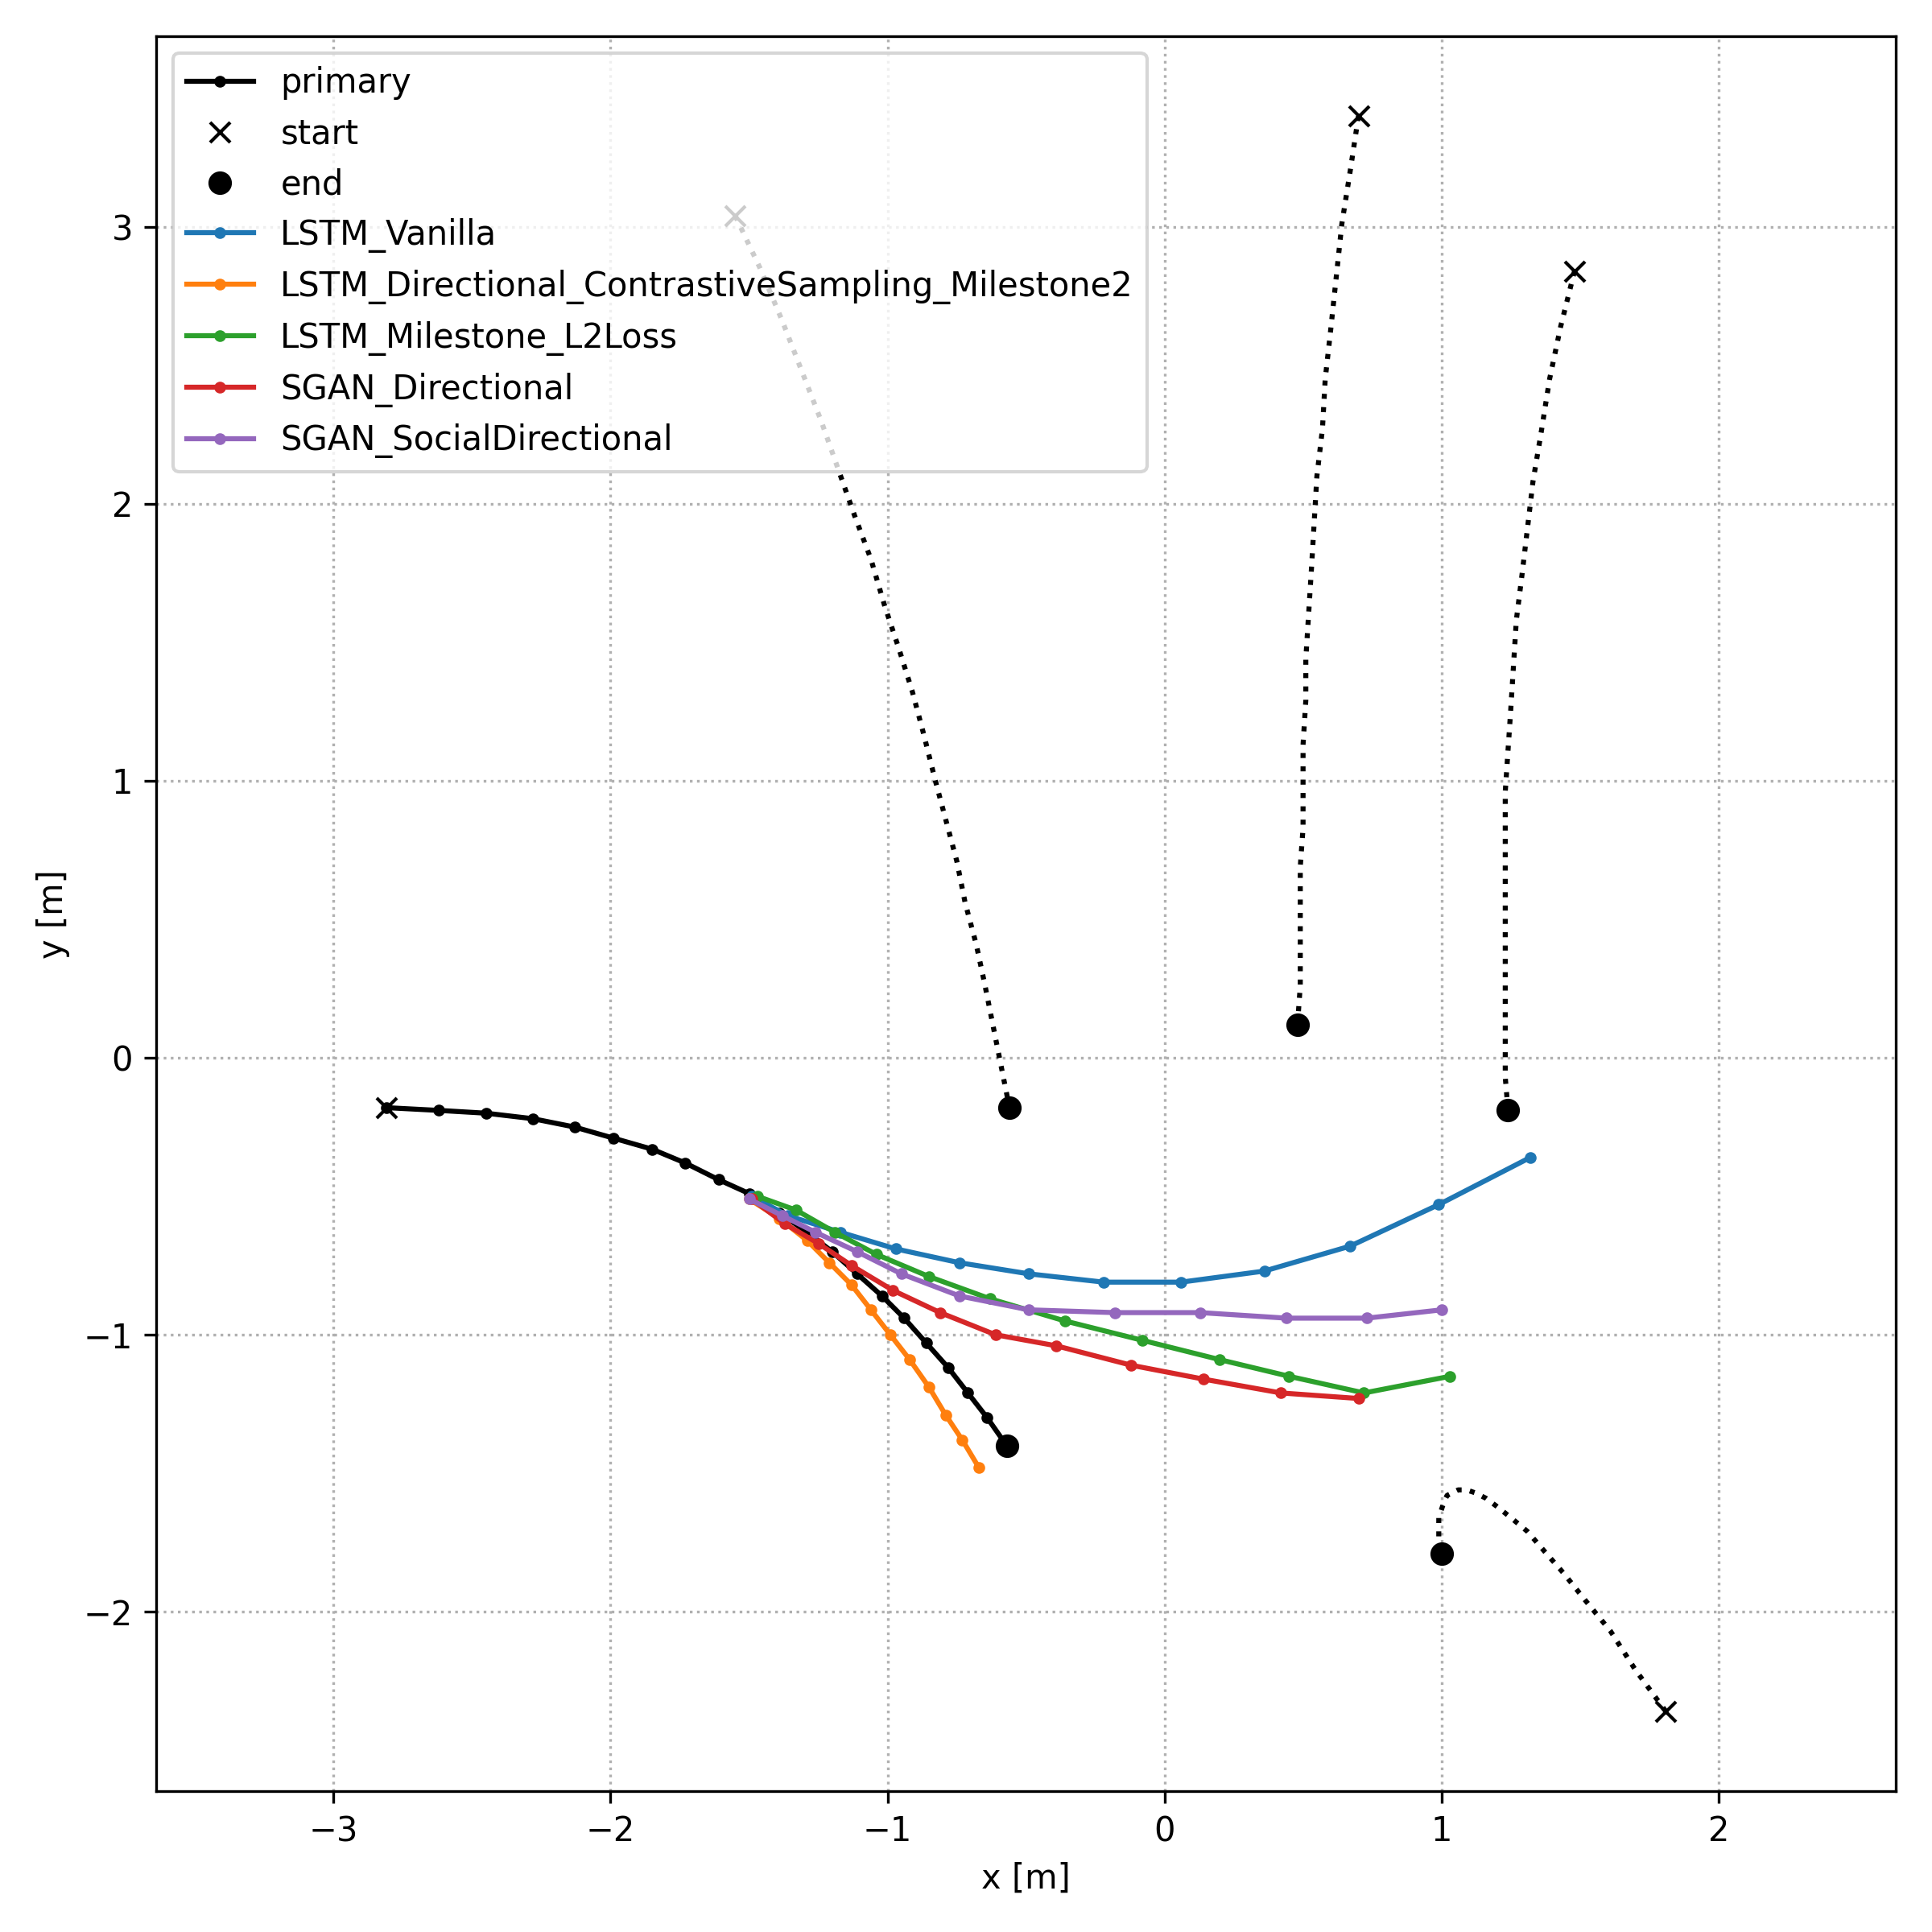 primary
start
end
LSTM_Vanilla
LSTM_Directional_ContrastiveSampling_Milestone2
LSTM_Milestone_L2Loss
SGAN_Directional
SGAN_SocialDirectional
3
2
1
0
−1
−2
y [m]
−3 −2 −1 0 1 2
x [m]